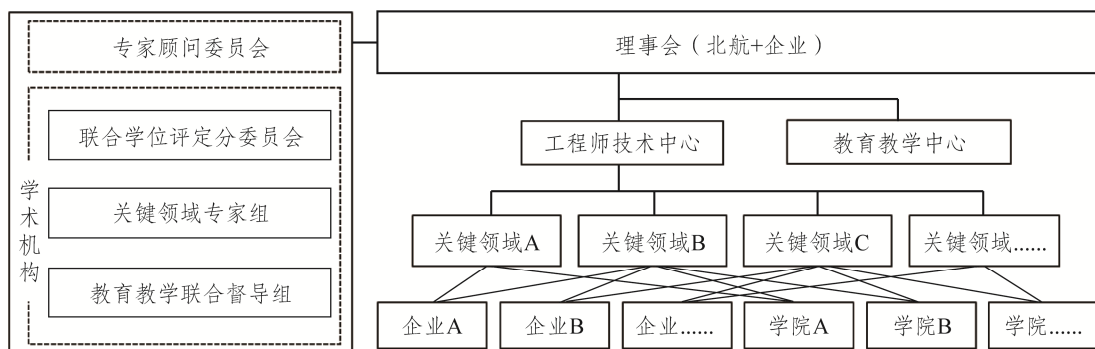 专家顾问委员会
联合学位评定分委员会
学术机构
关键领域专家组
教育教学联合督导组
理事会（北航+企业）
工程师技术中心
教育教学中心
关键领域A
关键领域B
关键领域C
关键领域......
企业A
企业B
企业......
学院A
学院B
学院......